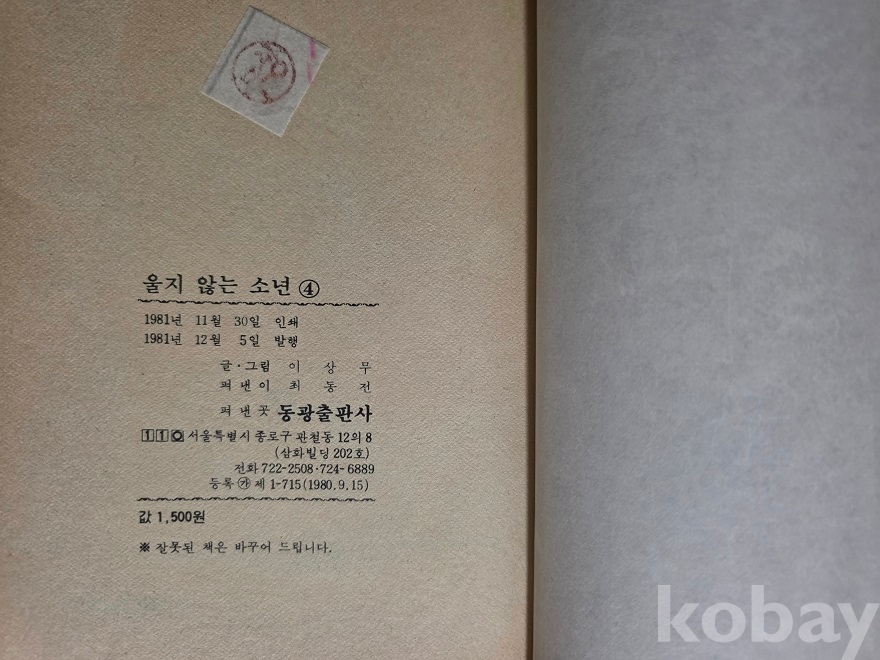 울지 않는 소년 ④
1981년 11월 30일 인쇄
1981년 12월 5일 발행
글·그림 이 상 무
펴낸이 최 동 전
펴낸곳 동광출판사
110 서울특별시 종로구 관철동 12의 8
(삼화빌딩 202호)
전화 722-2508·724-6889
등록 ㉮ 제 1-715 (1980.9.15)
값 1,500원
※ 잘못된 책은 바꾸어 드립니다.
kobay